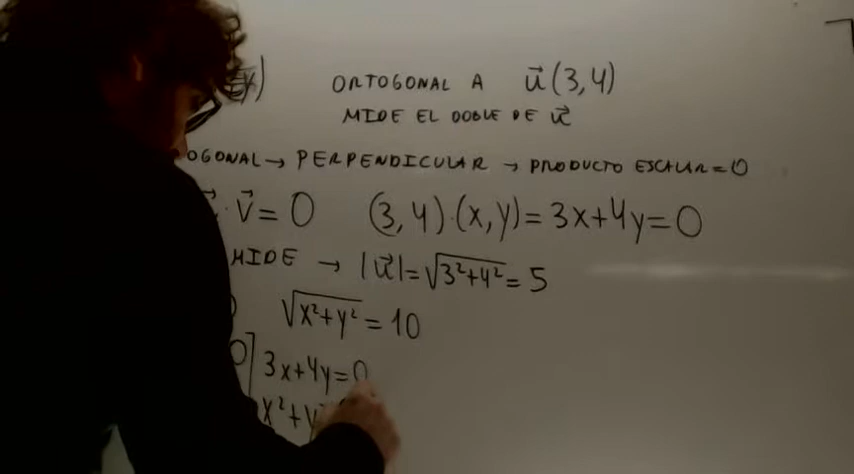 ORTOGONAL A u⃗(3,4)
MIDE EL DOBLE DE u⃗
OGONAL → PERPENDICULAR → PRODUCTO ESCALAR = 0
· v⃗ = 0 (3,4)·(x,y) = 3x+4y = 0
MIDE → |u⃗| = √3²+4² = 5
√x²+y² = 10
0] 3x+4y=0
x²+y